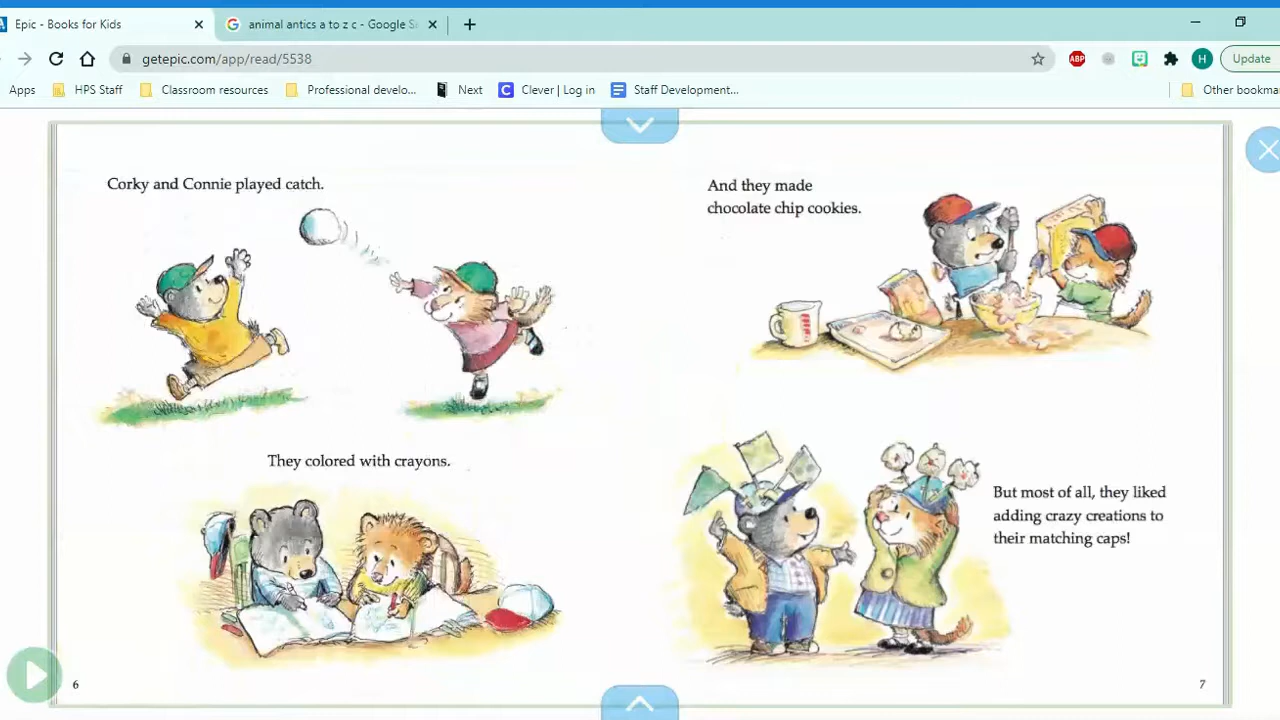 Epic - Books for Kids
animal antics a to z c - Google S
getepic.com/app/read/5538
ABP
H
Update
Apps
HPS Staff
Classroom resources
Professional develo...
Next
C
Clever | Log in
Staff Development...
Other bookma
Corky and Connie played catch.
They colored with crayons.
6
And they made
chocolate chip cookies.
But most of all, they liked
adding crazy creations to
their matching caps!
7